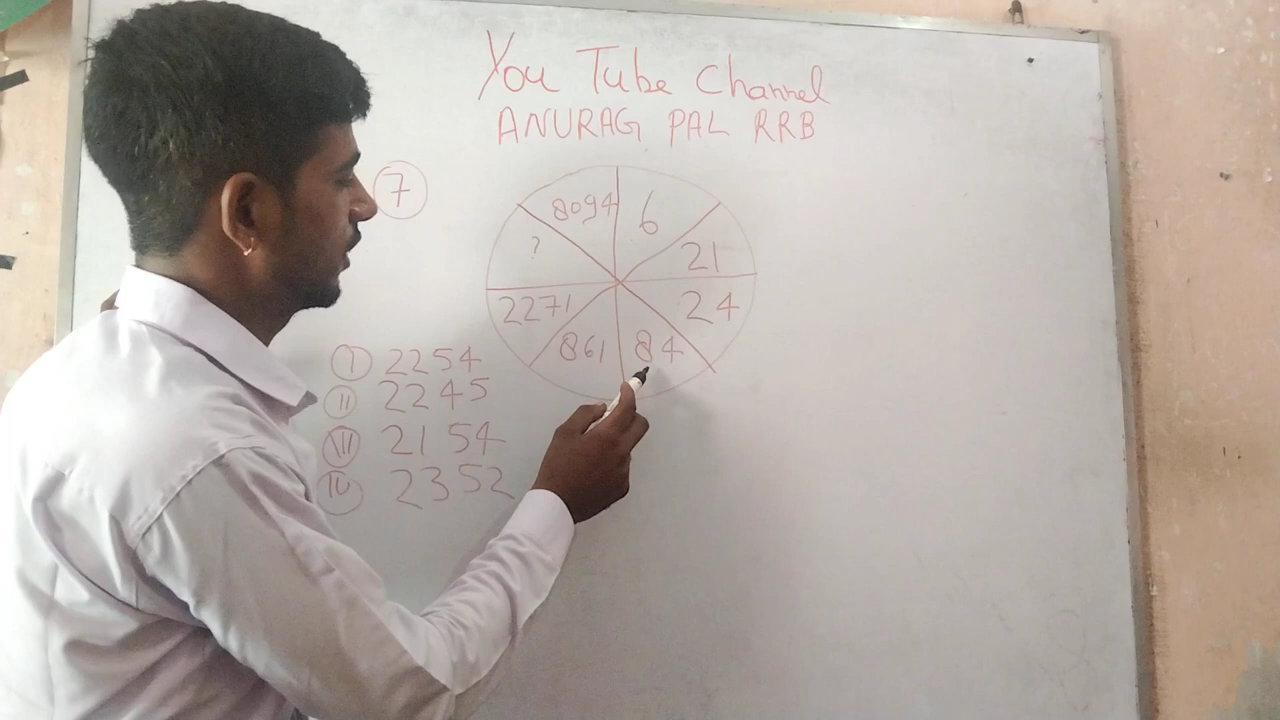 You Tube Channel
ANURAG PAL RRB
7
8094
6
?
21
2271
24
861
84
I 2254
II 2245
III 2154
IV 2352